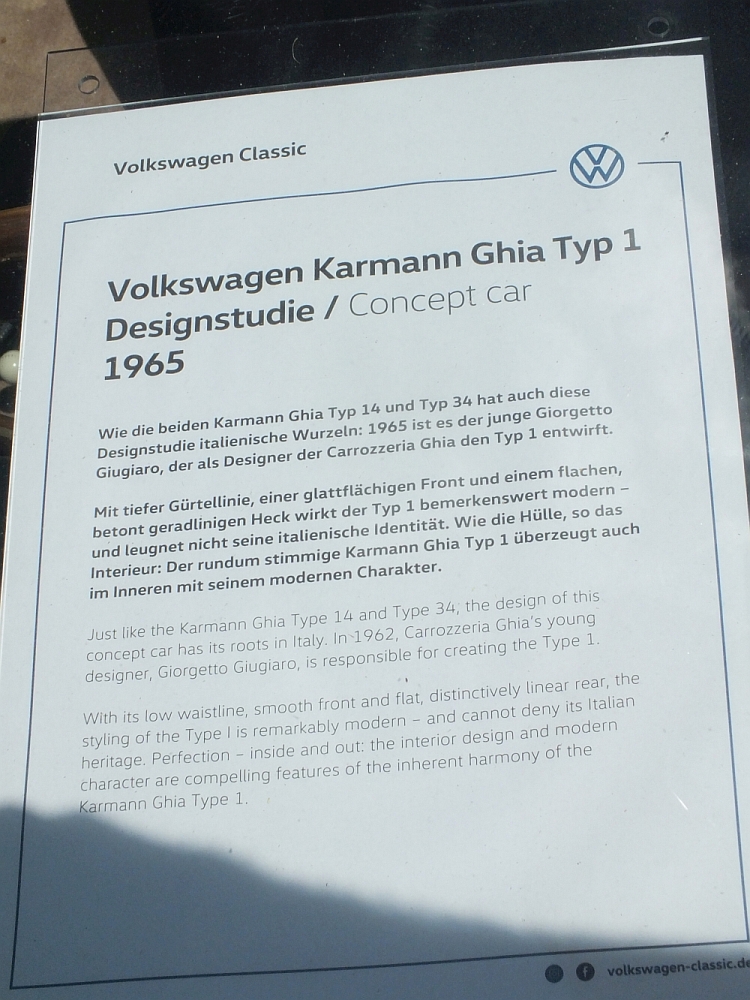 Volkswagen Classic
Volkswagen Karmann Ghia Typ 1
Designstudie / Concept car
1965
Wie die beiden Karmann Ghia Typ 14 und Typ 34 hat auch diese
Designstudie italienische Wurzeln: 1965 ist es der junge Giorgetto
Giugiaro, der als Designer der Carrozzeria Ghia den Typ 1 entwirft.
Mit tiefer Gürtellinie, einer glattflächigen Front und einem flachen,
betont geradlinigen Heck wirkt der Typ 1 bemerkenswert modern –
und leugnet nicht seine italienische Identität. Wie die Hülle, so das
Interieur: Der rundum stimmige Karmann Ghia Typ 1 überzeugt auch
im Inneren mit seinem modernen Charakter.
Just like the Karmann Ghia Type 14 and Type 34, the design of this
concept car has its roots in Italy. In 1962, Carrozzeria Ghia's young
designer, Giorgetto Giugiaro, is responsible for creating the Type 1.
With its low waistline, smooth front and flat, distinctively linear rear, the
styling of the Type I is remarkably modern – and cannot deny its Italian
heritage. Perfection – inside and out: the interior design and modern
character are compelling features of the inherent harmony of the
Karmann Ghia Type 1.
volkswagen-classic.de